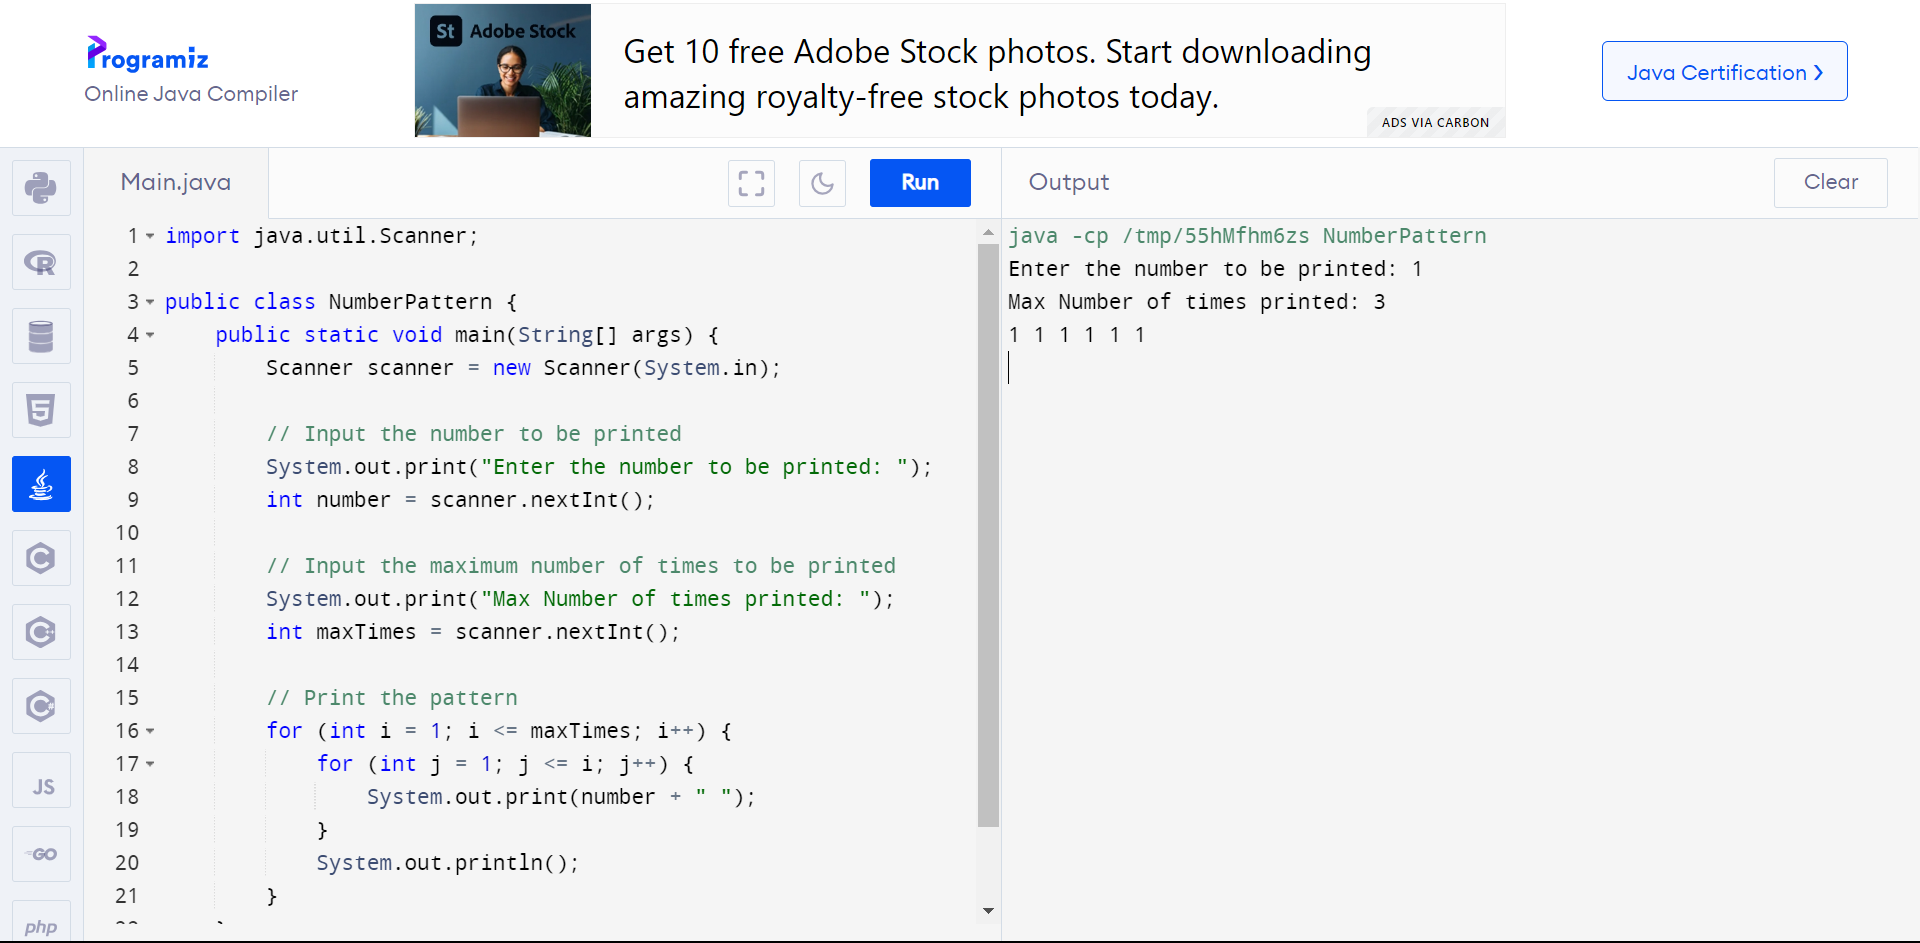 Programiz
Online Java Compiler
St Adobe Stock
Get 10 free Adobe Stock photos. Start downloading
amazing royalty-free stock photos today.
ADS VIA CARBON
Java Certification ❯
Main.java
Run
Output
Clear
R
5
C
C++
C#
JS
GO
php
1 import java.util.Scanner;
2
3 public class NumberPattern {
4     public static void main(String[] args) {
5         Scanner scanner = new Scanner(System.in);
6
7         // Input the number to be printed
8         System.out.print("Enter the number to be printed: ");
9         int number = scanner.nextInt();
10
11         // Input the maximum number of times to be printed
12         System.out.print("Max Number of times printed: ");
13         int maxTimes = scanner.nextInt();
14
15         // Print the pattern
16         for (int i = 1; i <= maxTimes; i++) {
17             for (int j = 1; j <= i; j++) {
18                 System.out.print(number + " ");
19             }
20             System.out.println();
21         }
java -cp /tmp/55hMfhm6zs NumberPattern
Enter the number to be printed: 1
Max Number of times printed: 3
1 1 1 1 1 1